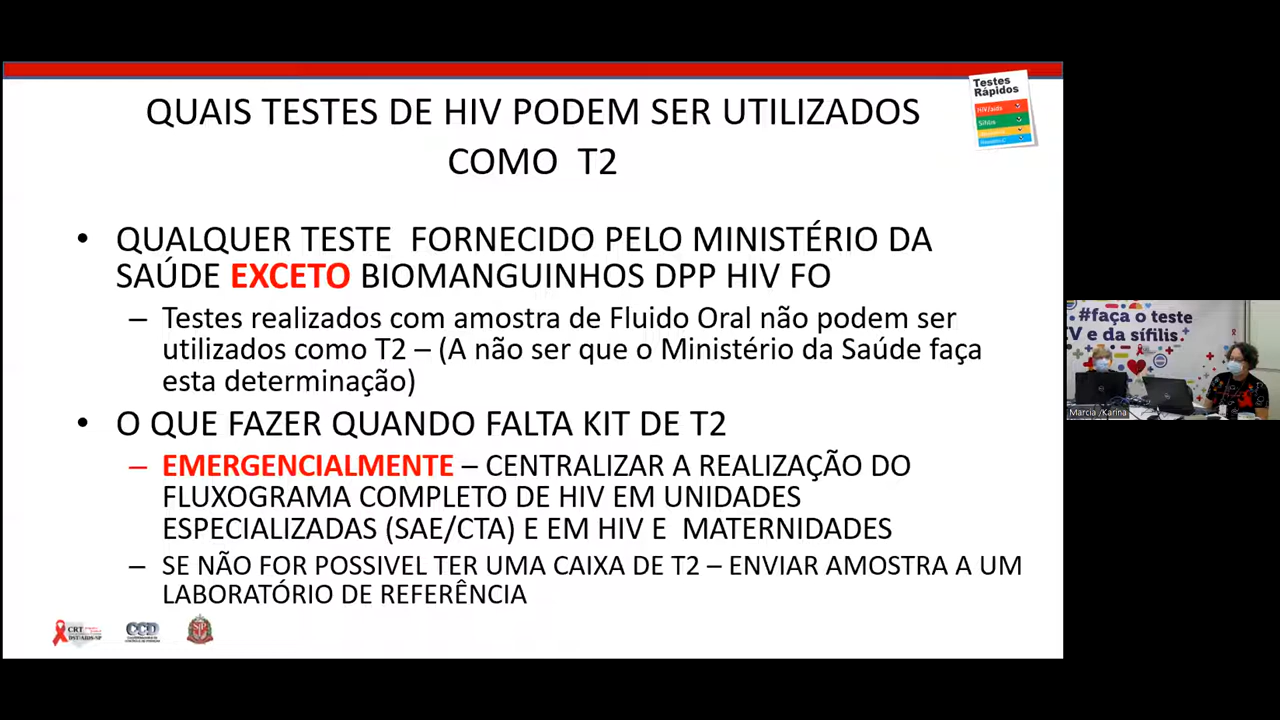 QUAIS TESTES DE HIV PODEM SER UTILIZADOS
COMO T2
Testes
Rápidos
HIV/aids
Sífilis
• QUALQUER TESTE FORNECIDO PELO MINISTÉRIO DA
SAÚDE EXCETO BIOMANGUINHOS DPP HIV FO
– Testes realizados com amostra de Fluido Oral não podem ser
utilizados como T2 – (A não ser que o Ministério da Saúde faça
esta determinação)
• O QUE FAZER QUANDO FALTA KIT DE T2
– EMERGENCIALMENTE – CENTRALIZAR A REALIZAÇÃO DO
FLUXOGRAMA COMPLETO DE HIV EM UNIDADES
ESPECIALIZADAS (SAE/CTA) E EM HIV E MATERNIDADES
– SE NÃO FOR POSSIVEL TER UMA CAIXA DE T2 – ENVIAR AMOSTRA A UM
LABORATÓRIO DE REFERÊNCIA
CRT
DST/AIDS-SP
CCD
#faça o teste
V e da sífilis.
Marcia /Karina